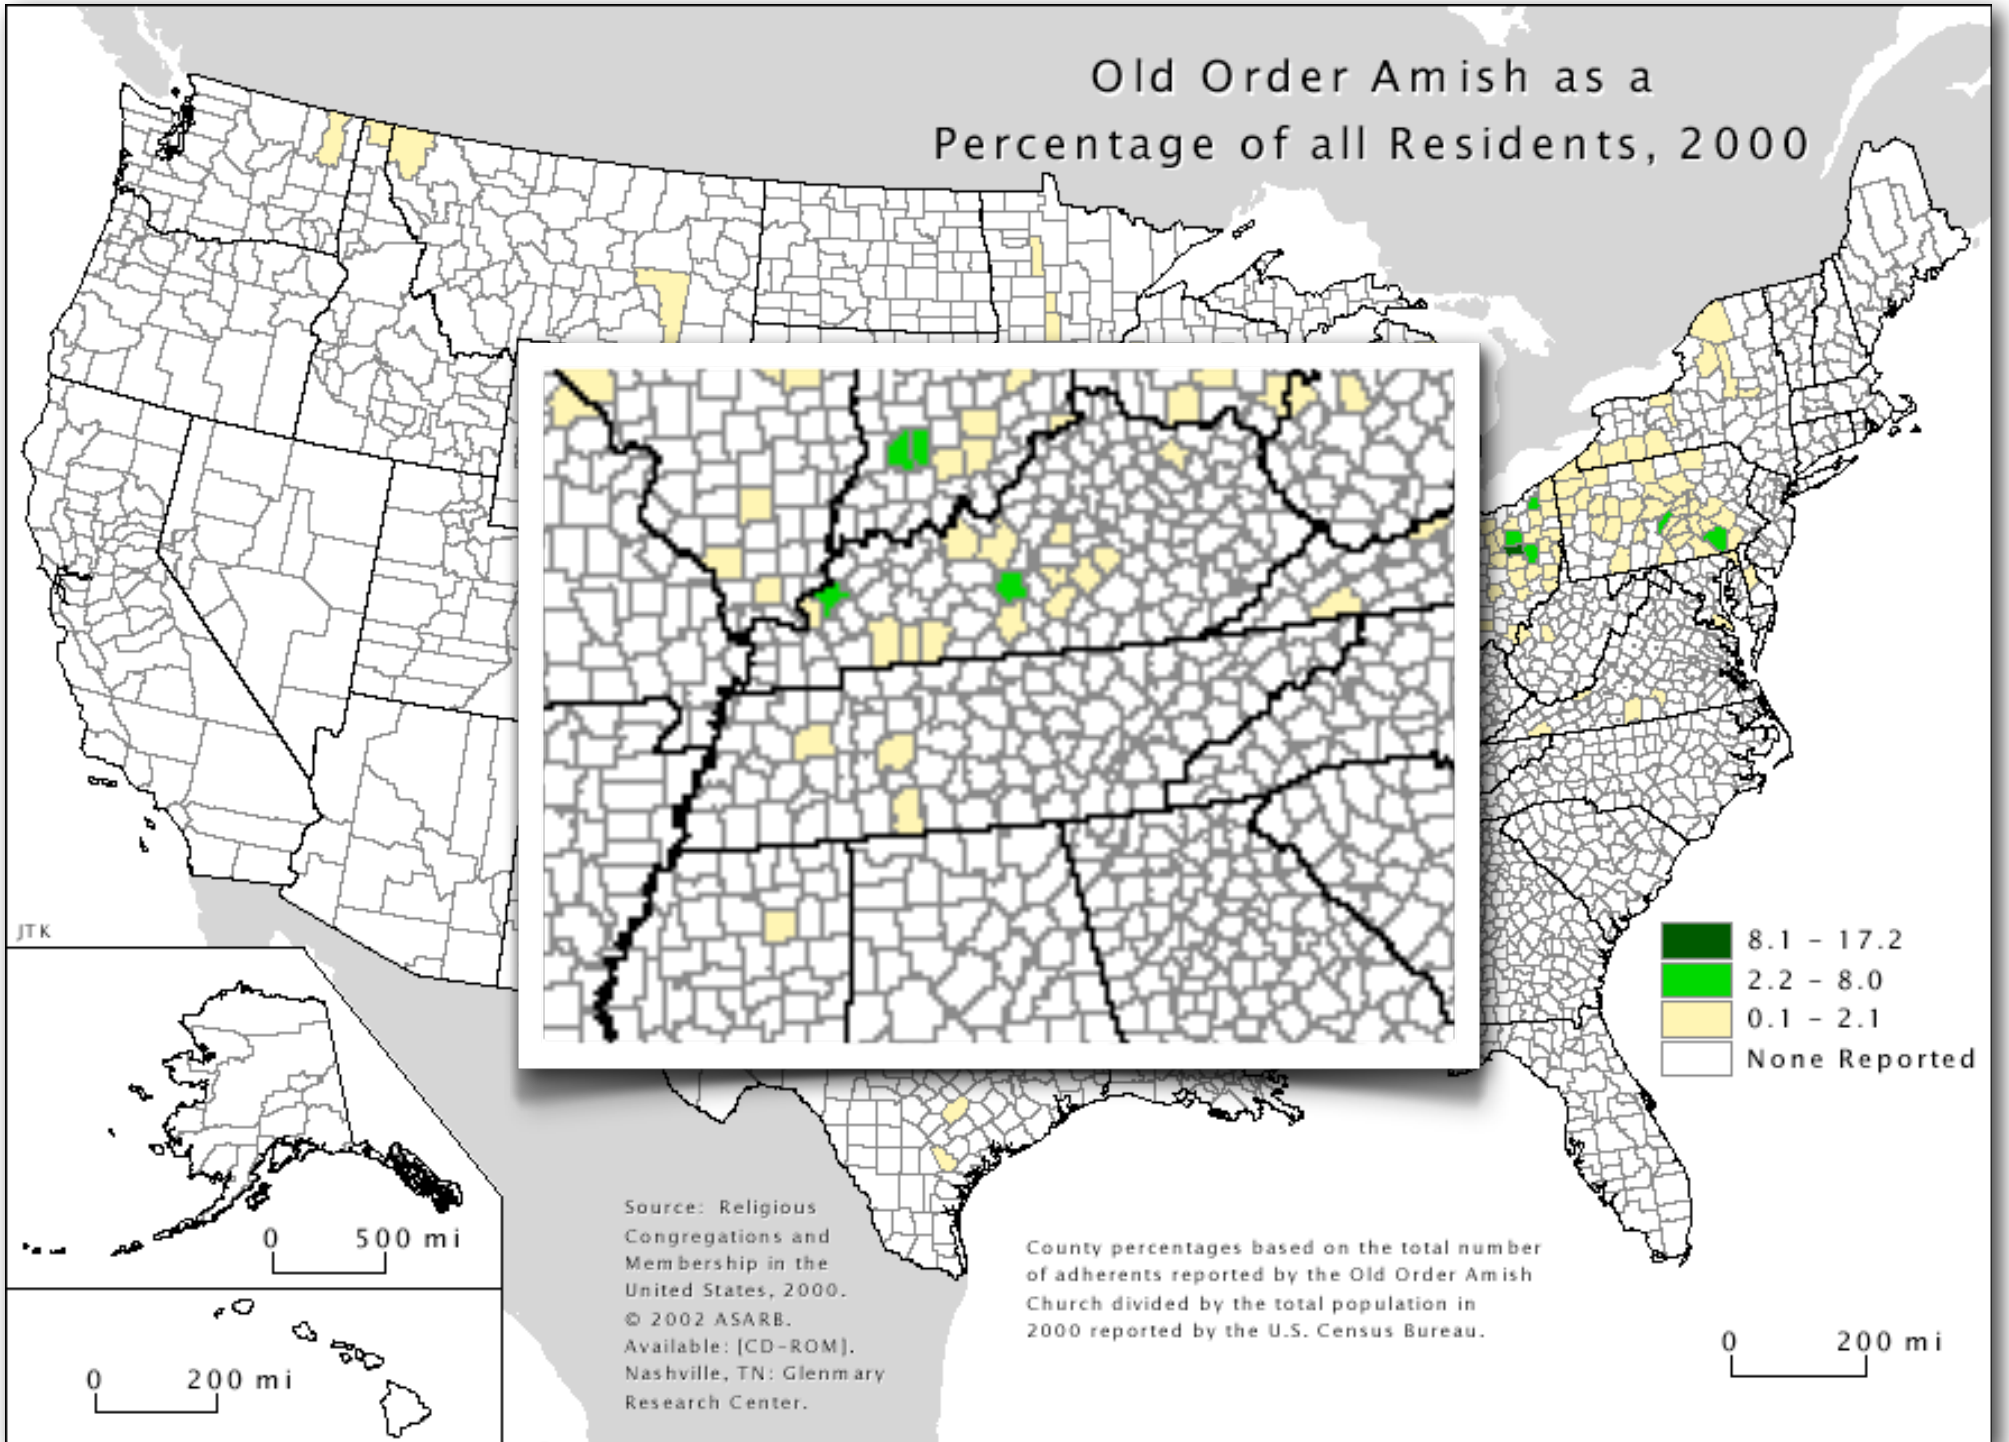 Old Order Amish as a
Percentage of all Residents, 2000
JTK
8.1 – 17.2
2.2 – 8.0
0.1 – 2.1
None Reported
0 500 mi
0 200 mi
Source: Religious
Congregations and
Membership in the
United States, 2000.
© 2002 ASARB.
Available: [CD-ROM].
Nashville, TN: Glenmary
Research Center.
County percentages based on the total number
of adherents reported by the Old Order Amish
Church divided by the total population in
2000 reported by the U.S. Census Bureau.
0 200 mi